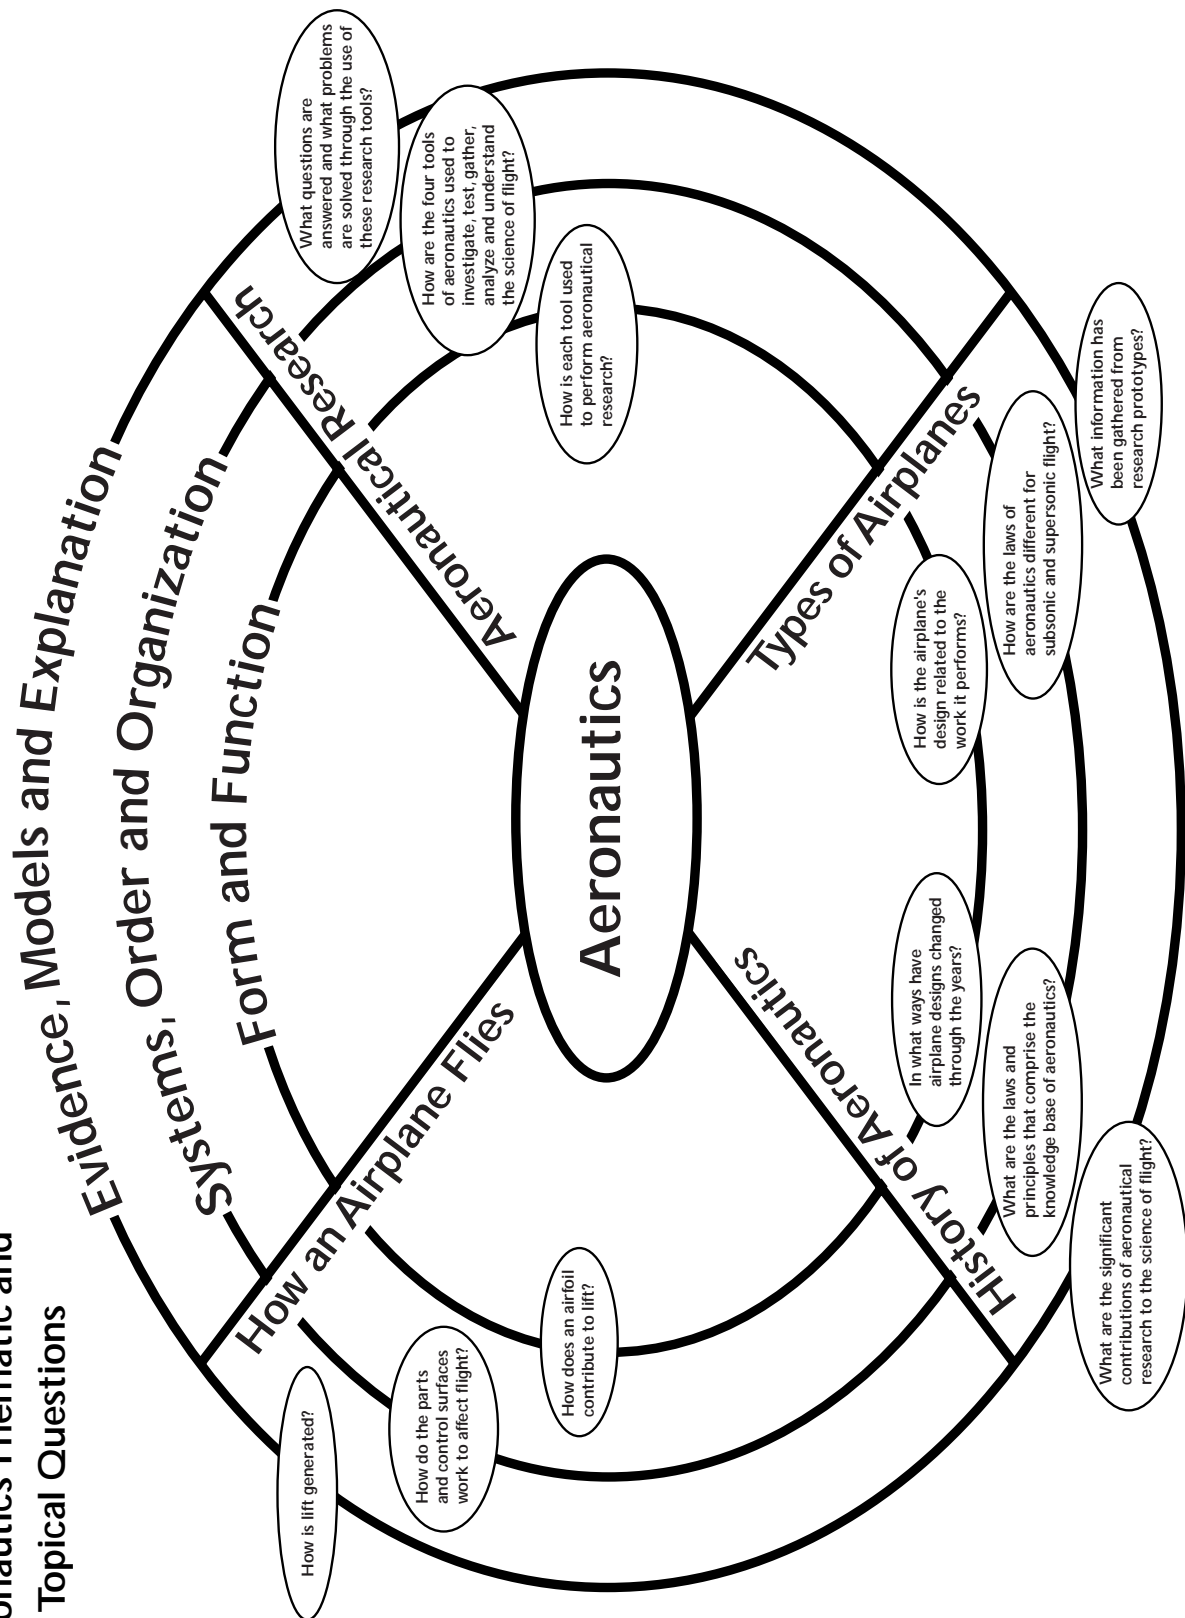 onautics Thematic and
Topical Questions
Evidence, Models and Explanation
Systems, Order and Organization
Form and Function
How an Airplane Flies
Aeronautical Research
Aeronautics
History of Aeronautics
Types of Airplanes
How is lift generated?
How do the parts
and control surfaces
work to affect flight?
How does an airfoil
contribute to lift?
What questions are
answered and what problems
are solved through the use of
these research tools?
How are the four tools
of aeronautics used to
investigate, test, gather,
analyze and understand
the science of flight?
How is each tool used
to perform aeronautical
research?
In what ways have
airplane designs changed
through the years?
What are the laws and
principles that comprise the
knowledge base of aeronautics?
What are the significant
contributions of aeronautical
research to the science of flight?
How is the airplane's
design related to the
work it performs?
How are the laws of
aeronautics different for
subsonic and supersonic flight?
What information has
been gathered from
research prototypes?